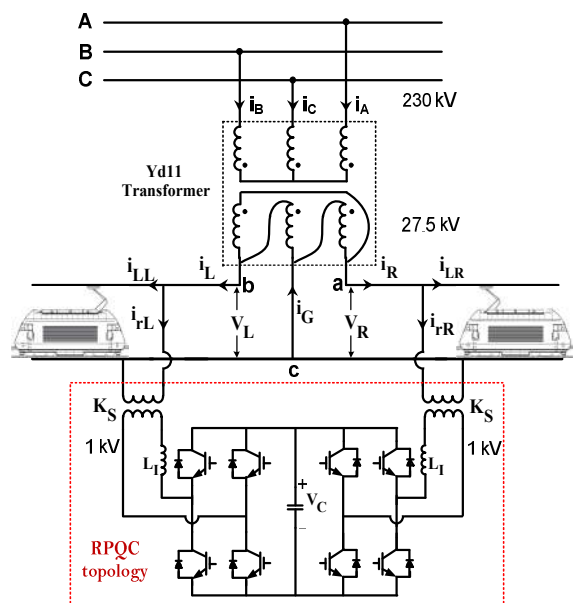 A
B
C
iB iC iA
230 kV
Yd11
Transformer
27.5 kV
iLL iL b a iR iLR
irL VL iG VR irR
c
KS KS
1 kV 1 kV
LI LI
+
VC
–
RPQC
topology